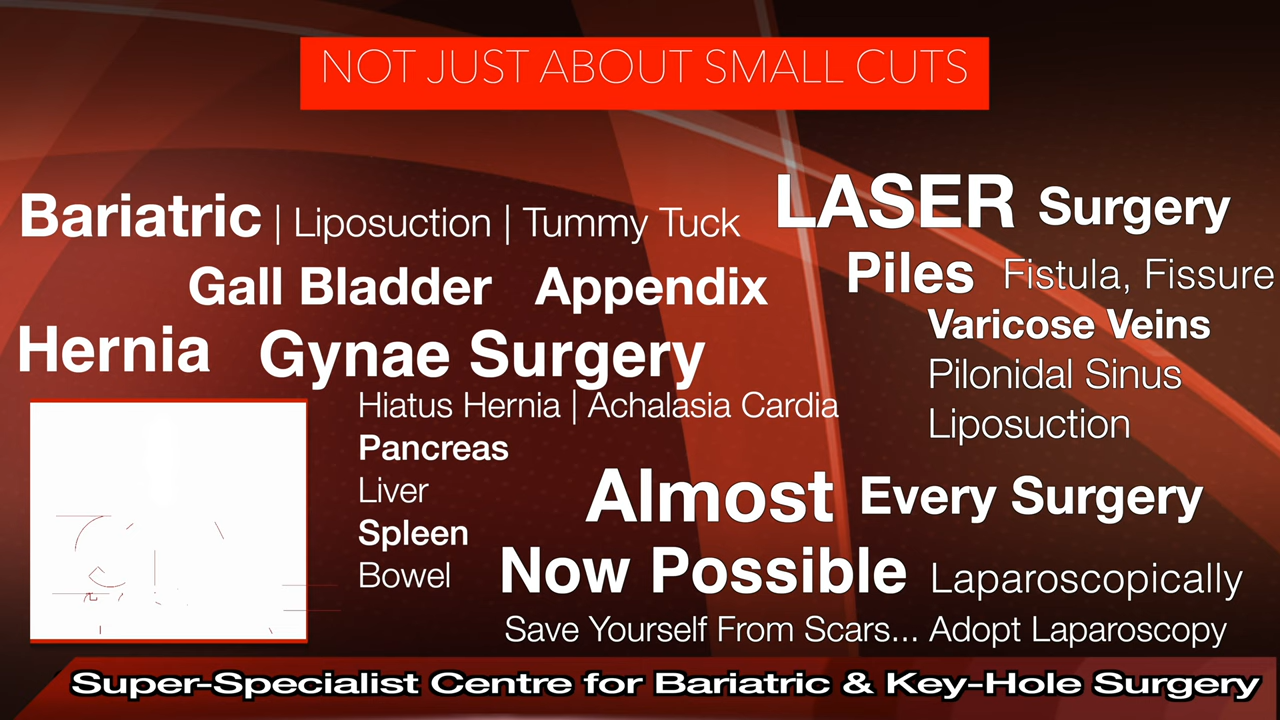 NOT JUST ABOUT SMALL CUTS
Bariatric | Liposuction | Tummy Tuck
Gall Bladder Appendix
Hernia Gynae Surgery
Hiatus Hernia | Achalasia Cardia
Pancreas
Liver
Spleen
Bowel
LASER Surgery
Piles Fistula, Fissure
Varicose Veins
Pilonidal Sinus
Liposuction
Almost Every Surgery
Now Possible Laparoscopically
Save Yourself From Scars... Adopt Laparoscopy
Super-Specialist Centre for Bariatric & Key-Hole Surgery